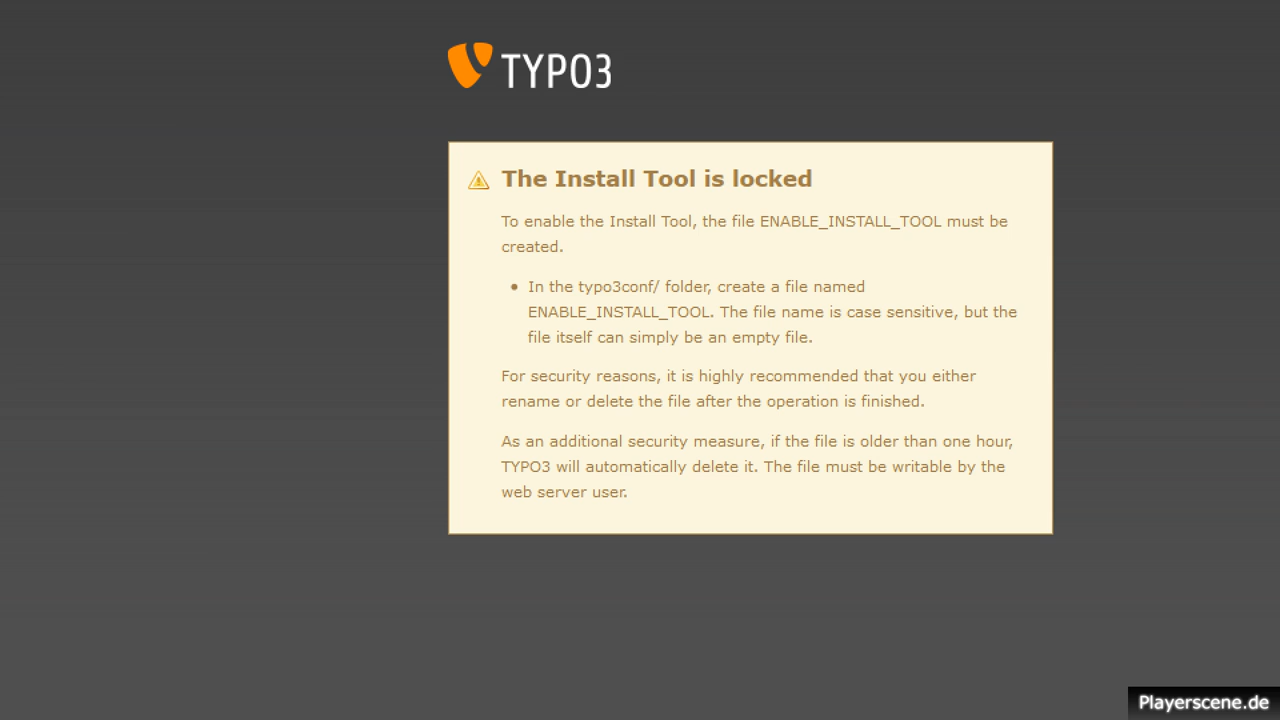 TYPO3
The Install Tool is locked
To enable the Install Tool, the file ENABLE_INSTALL_TOOL must be
created.
• In the typo3conf/ folder, create a file named
ENABLE_INSTALL_TOOL. The file name is case sensitive, but the
file itself can simply be an empty file.
For security reasons, it is highly recommended that you either
rename or delete the file after the operation is finished.
As an additional security measure, if the file is older than one hour,
TYPO3 will automatically delete it. The file must be writable by the
web server user.
Playerscene.de